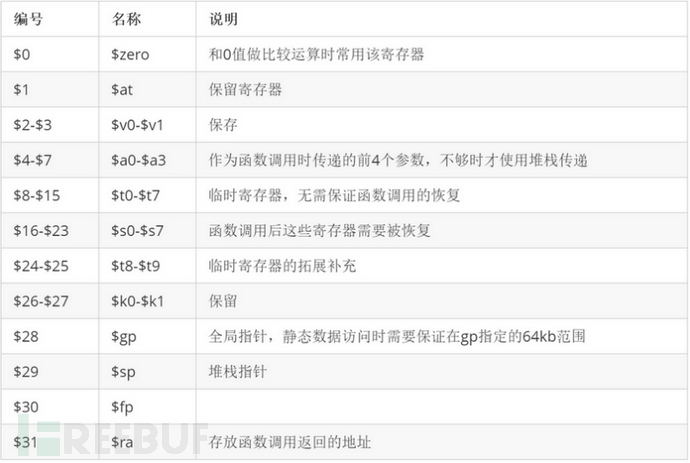 编号 名称 说明
$0 $zero 和0值做比较运算时常用该寄存器
$1 $at 保留寄存器
$2-$3 $v0-$v1 保存
$4-$7 $a0-$a3 作为函数调用时传递的前4个参数，不够时才使用堆栈传递
$8-$15 $t0-$t7 临时寄存器，无需保证函数调用的恢复
$16-$23 $s0-$s7 函数调用后这些寄存器需要被恢复
$24-$25 $t8-$t9 临时寄存器的拓展补充
$26-$27 $k0-$k1 保留
$28 $gp 全局指针，静态数据访问时需要保证在gp指定的64kb范围
$29 $sp 堆栈指针
$30 $fp
$31 $ra 存放函数调用返回的地址
FREEBUF